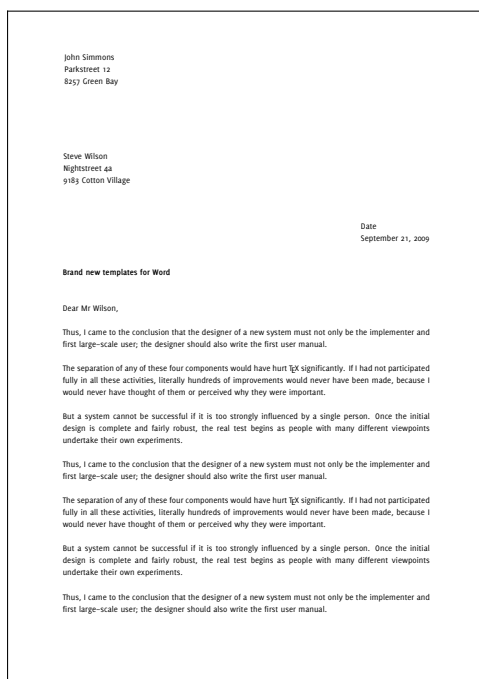 John Simmons
Parkstreet 12
8257 Green Bay
Steve Wilson
Nightstreet 4a
9183 Cotton Village
Date
September 21, 2009
Brand new templates for Word
Dear Mr Wilson,
Thus, I came to the conclusion that the designer of a new system must not only be the implementer and
first large-scale user; the designer should also write the first user manual.
The separation of any of these four components would have hurt TEX significantly. If I had not participated
fully in all these activities, literally hundreds of improvements would never have been made, because I
would never have thought of them or perceived why they were important.
But a system cannot be successful if it is too strongly influenced by a single person. Once the initial
design is complete and fairly robust, the real test begins as people with many different viewpoints
undertake their own experiments.
Thus, I came to the conclusion that the designer of a new system must not only be the implementer and
first large-scale user; the designer should also write the first user manual.
The separation of any of these four components would have hurt TEX significantly. If I had not participated
fully in all these activities, literally hundreds of improvements would never have been made, because I
would never have thought of them or perceived why they were important.
But a system cannot be successful if it is too strongly influenced by a single person. Once the initial
design is complete and fairly robust, the real test begins as people with many different viewpoints
undertake their own experiments.
Thus, I came to the conclusion that the designer of a new system must not only be the implementer and
first large-scale user; the designer should also write the first user manual.